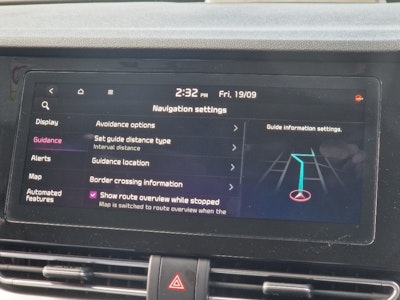 2:32 PM Fri, 19/09
Navigation settings
Display
Guidance
Alerts
Map
Automated
features
Avoidance options
Set guide distance type
Interval distance
Guidance location
Border crossing information
Show route overview while stopped
Map is switched to route overview when the
Guide information settings.